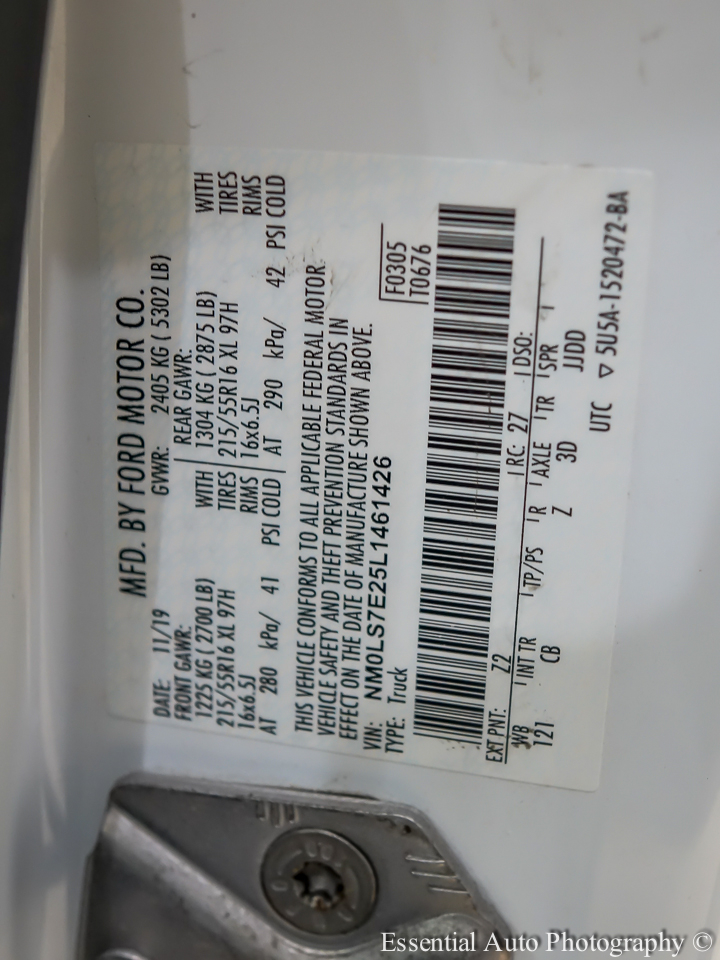 MFD. BY FORD MOTOR CO.
DATE: 11/19 GVWR: 2405 KG ( 5302 LB)
FRONT GAWR: REAR GAWR:
1225 KG ( 2700 LB) WITH 1304 KG ( 2875 LB) WITH
215/55R16 XL 97H TIRES 215/55R16 XL 97H TIRES
16x6.5J RIMS 16x6.5J RIMS
AT 280 kPa/ 41 PSI COLD AT 290 kPa/ 42 PSI COLD
THIS VEHICLE CONFORMS TO ALL APPLICABLE FEDERAL MOTOR
VEHICLE SAFETY AND THEFT PREVENTION STANDARDS IN
EFFECT ON THE DATE OF MANUFACTURE SHOWN ABOVE.
VIN: NM0LS7E25L1461426
TYPE: Truck
F0305
T0676
EXT PNT: Z2 RC: 27 DSO:
WB INT TR TP/PS R AXLE TR SPR
121 CB Z 3D JJDD
UTC ▽ 5U5A-1520472-BA
Essential Auto Photography ©